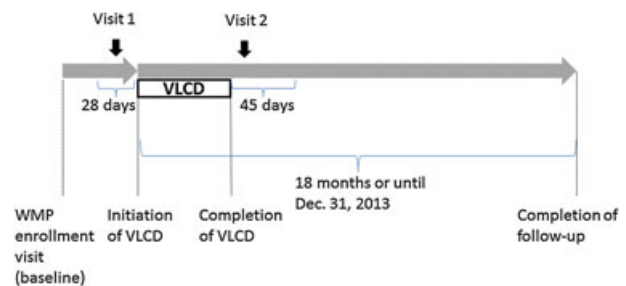 Visit 1
Visit 2
VLCD
28 days
45 days
18 months or until
Dec. 31, 2013
WMP
enrollment
visit
(baseline)
Initiation
of VLCD
Completion
of VLCD
Completion of
follow-up